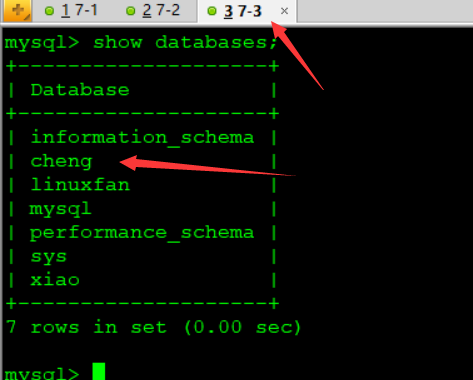 1 7-1 2 7-2 3 7-3 ×
mysql> show databases;
+--------------------+
| Database |
+--------------------+
| information_schema |
| cheng |
| linuxfan |
| mysql |
| performance_schema |
| sys |
| xiao |
+--------------------+
7 rows in set (0.00 sec)
mysql>